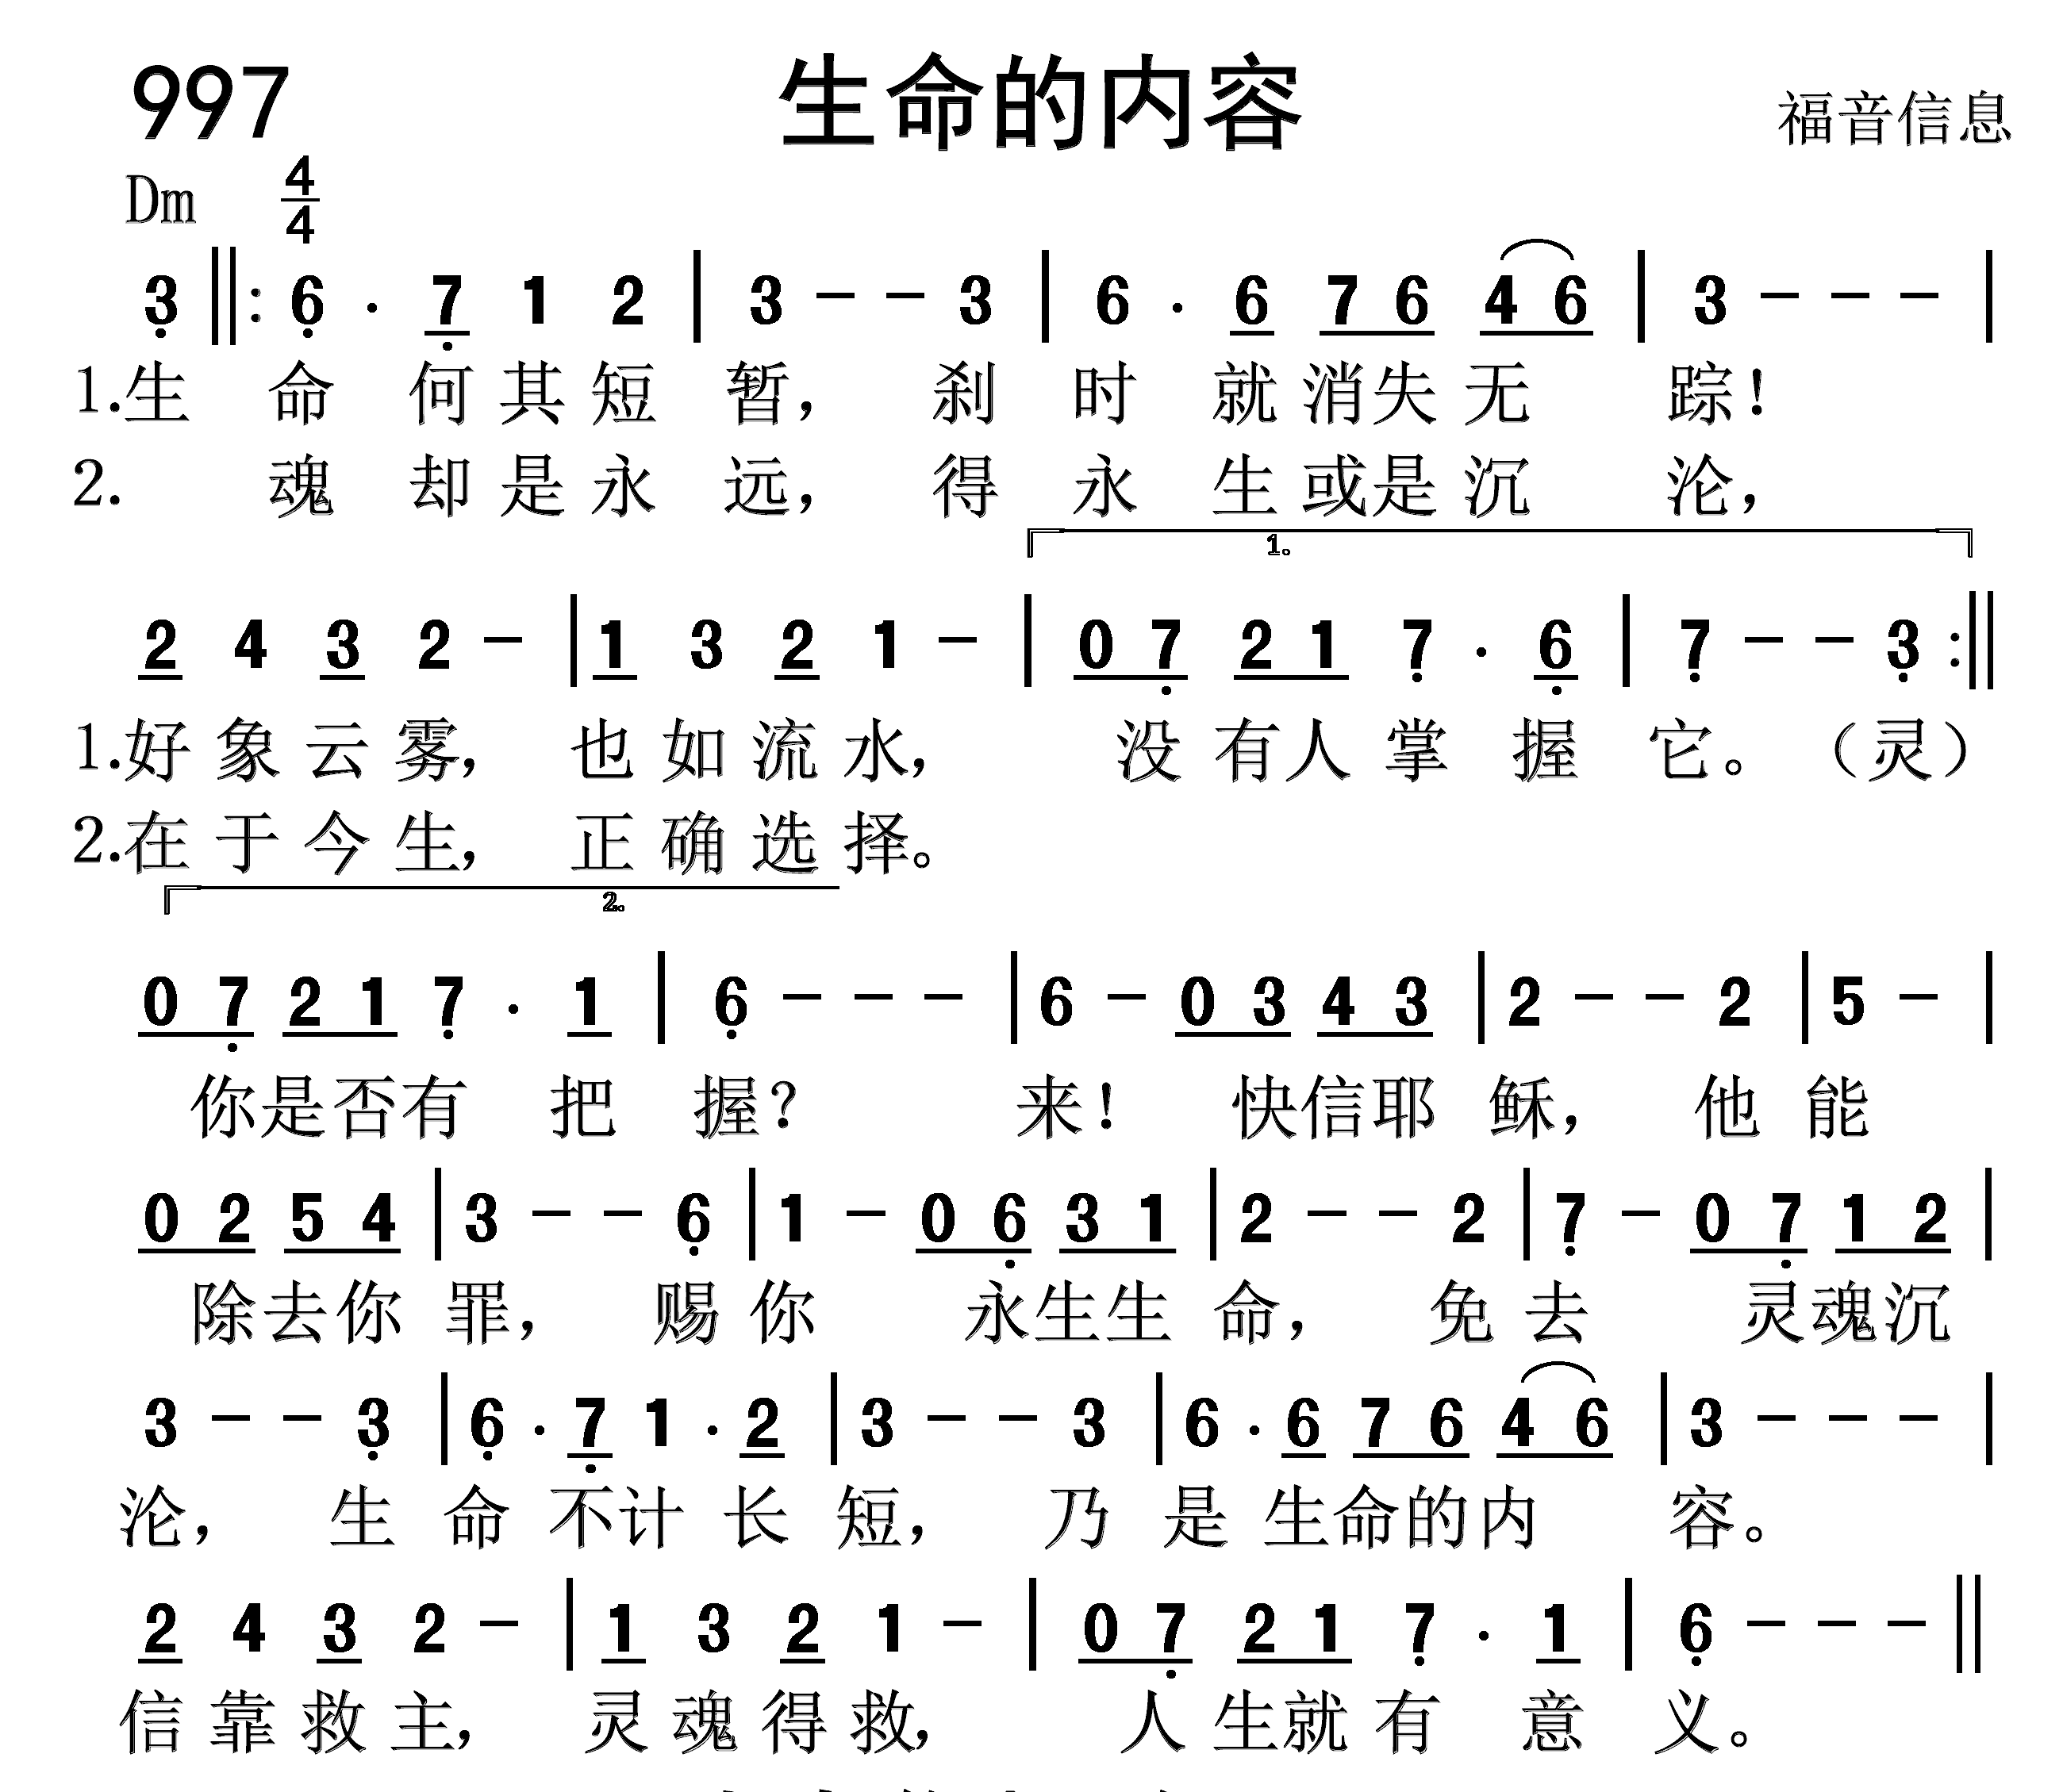 997 生命的内容 福音信息
Dm 4/4
3 ‖: 6 . 7 1 2 | 3 － － 3 | 6 . 6 7 6 4 6 | 3 － － － |
1.生 命 何 其 短 暂， 刹 时 就 消 失 无 踪！
2. 魂 却 是 永 远， 得 永 生 或 是 沉 沦，
1.
2 4 3 2 － | 1 3 2 1 － | 0 7 2 1 7 . 6 | 7 － － 3 :‖
1.好 象 云 雾， 也 如 流 水， 没 有 人 掌 握 它。（灵）
2.在 于 今 生， 正 确 选 择。
2.
0 7 2 1 7 . 1 | 6 － － － | 6 － 0 3 4 3 | 2 － － 2 | 5 － |
你 是 否 有 把 握？ 来！ 快 信 耶 稣， 他 能
0 2 5 4 | 3 － － 6 | 1 － 0 6 3 1 | 2 － － 2 | 7 － 0 7 1 2 |
除 去 你 罪， 赐 你 永 生 生 命， 免 去 灵 魂 沉
3 － － 3 | 6 . 7 1 . 2 | 3 － － 3 | 6 . 6 7 6 4 6 | 3 － － － |
沦， 生 命 不 计 长 短， 乃 是 生 命 的 内 容。
2 4 3 2 － | 1 3 2 1 － | 0 7 2 1 7 . 1 | 6 － － － ‖
信 靠 救 主， 灵 魂 得 救， 人 生 就 有 意 义。